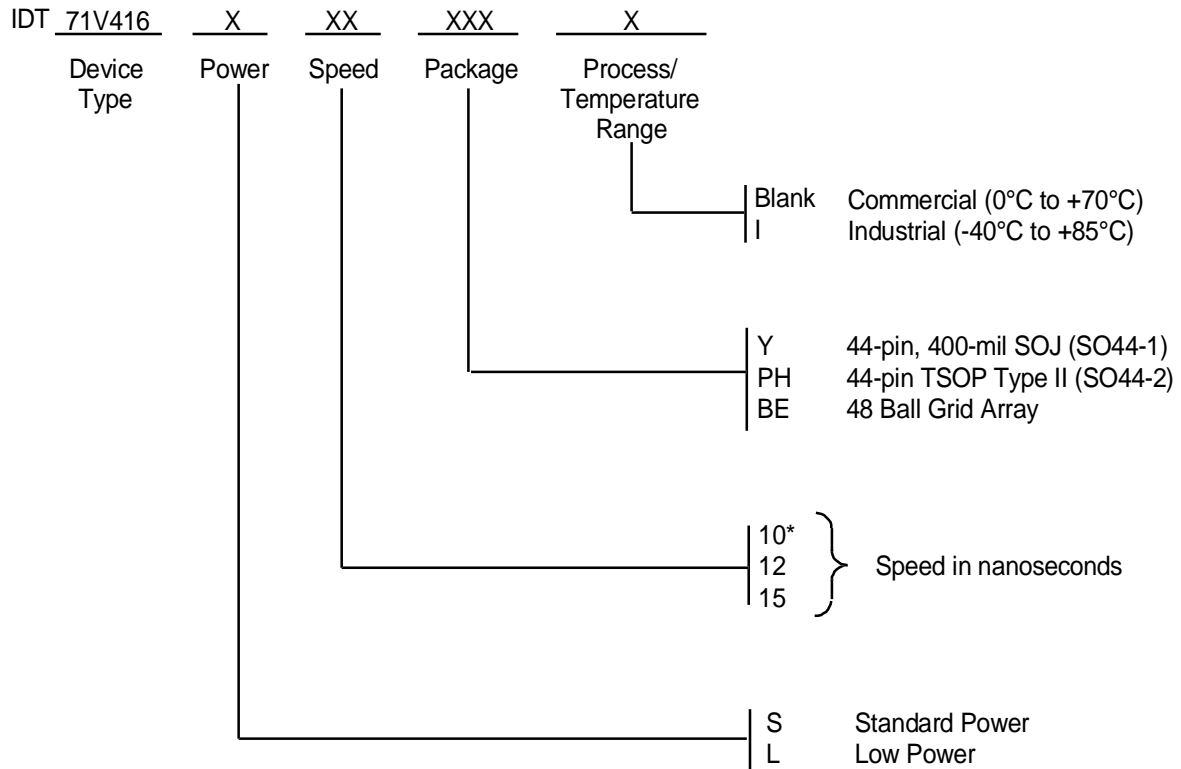 IDT 71V416 X XX XXX X
Device Type
Power
Speed
Package
Process/
Temperature
Range
Blank Commercial (0°C to +70°C)
I Industrial (-40°C to +85°C)
Y 44-pin, 400-mil SOJ (SO44-1)
PH 44-pin TSOP Type II (SO44-2)
BE 48 Ball Grid Array
10*
12 Speed in nanoseconds
15
S Standard Power
L Low Power